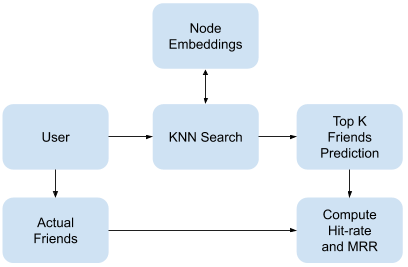 Node
Embeddings
User
KNN Search
Top K
Friends
Prediction
Actual
Friends
Compute
Hit-rate
and MRR